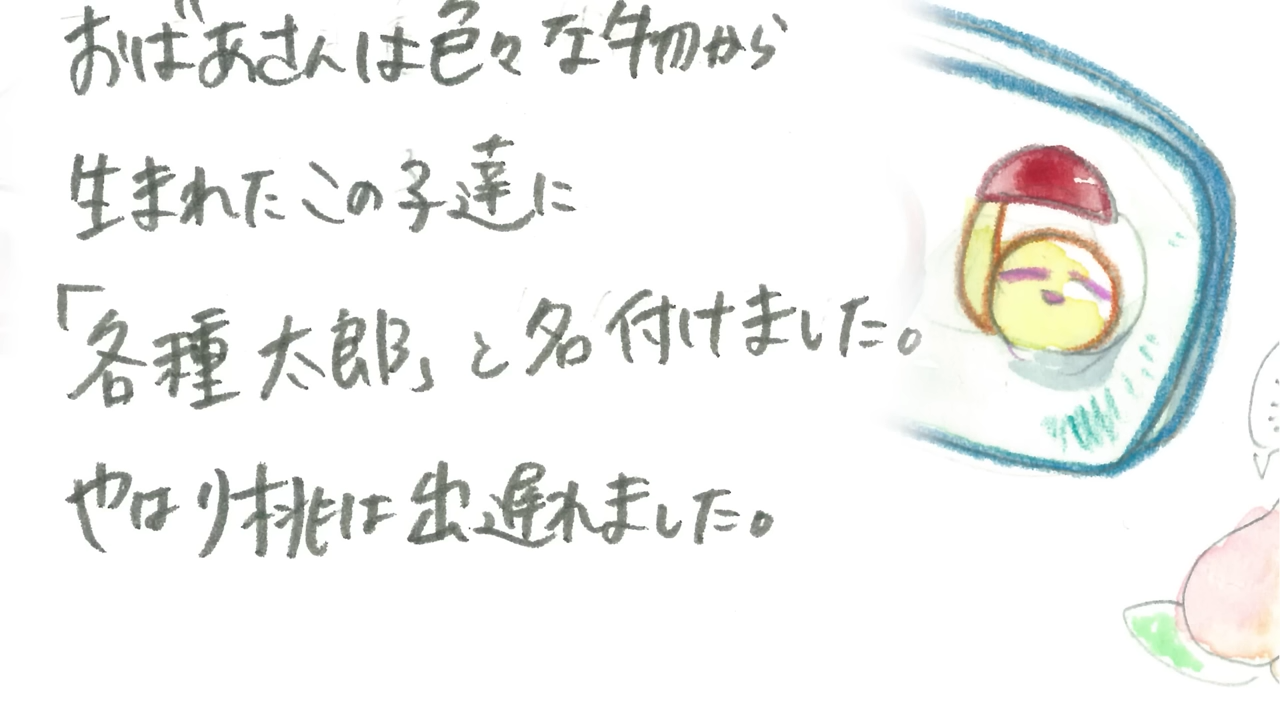 おばあさんは色々な物から
生まれたこの子達に
「各種太郎」と名付けました。
やはり桃は出遅れました。